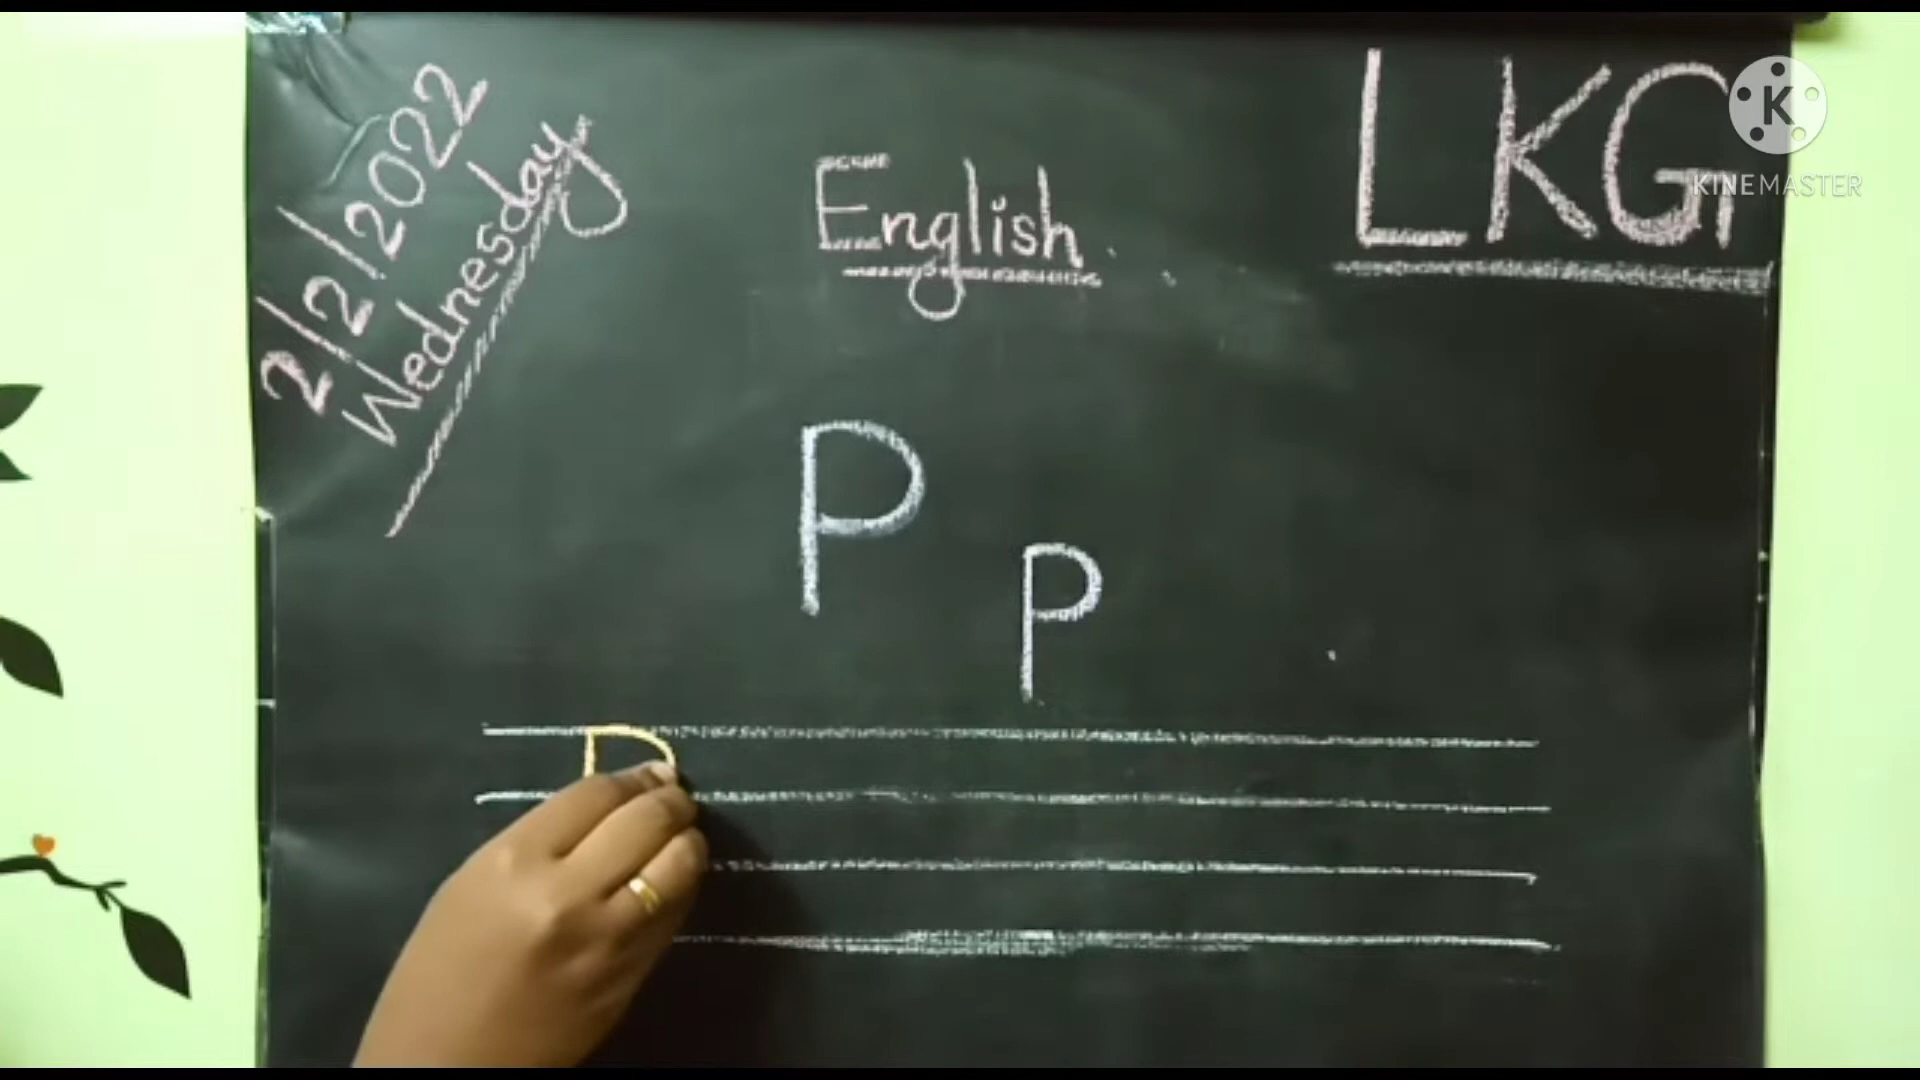 2/2/2022
Wednesday
English
LKG
K
KINEMASTER
P
p
P